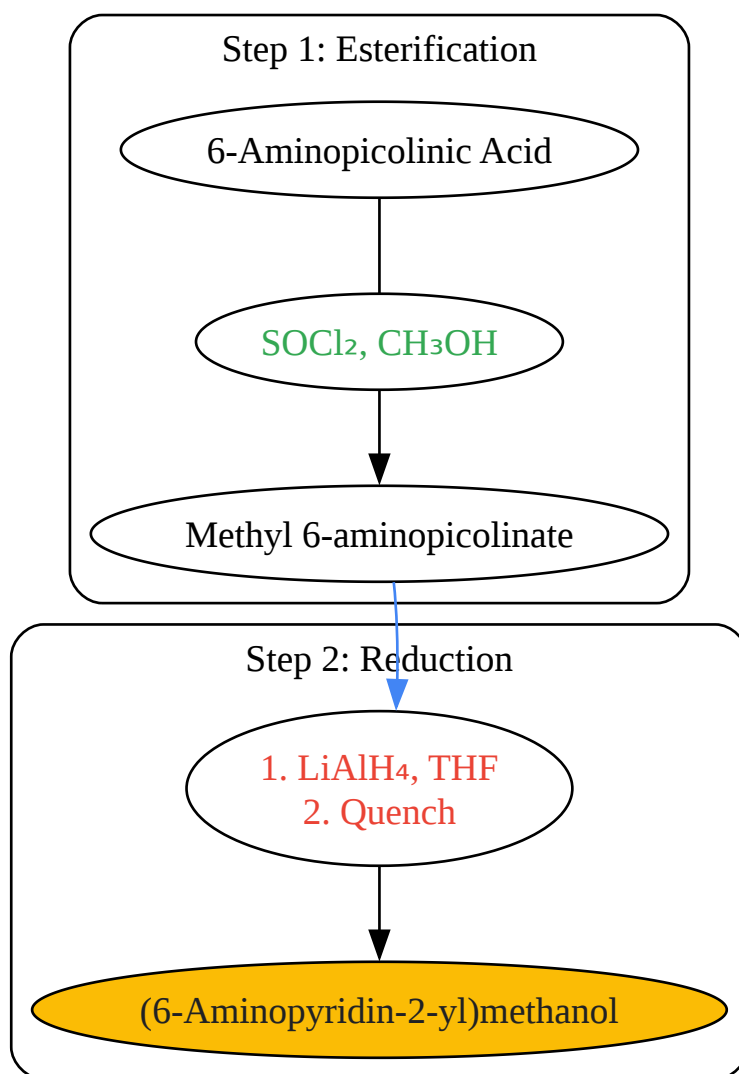 Step 1: Esterification
6-Aminopicolinic Acid
SOCl₂, CH₃OH
Methyl 6-aminopicolinate
Step 2: Reduction
1. LiAlH₄, THF
2. Quench
(6-Aminopyridin-2-yl)methanol